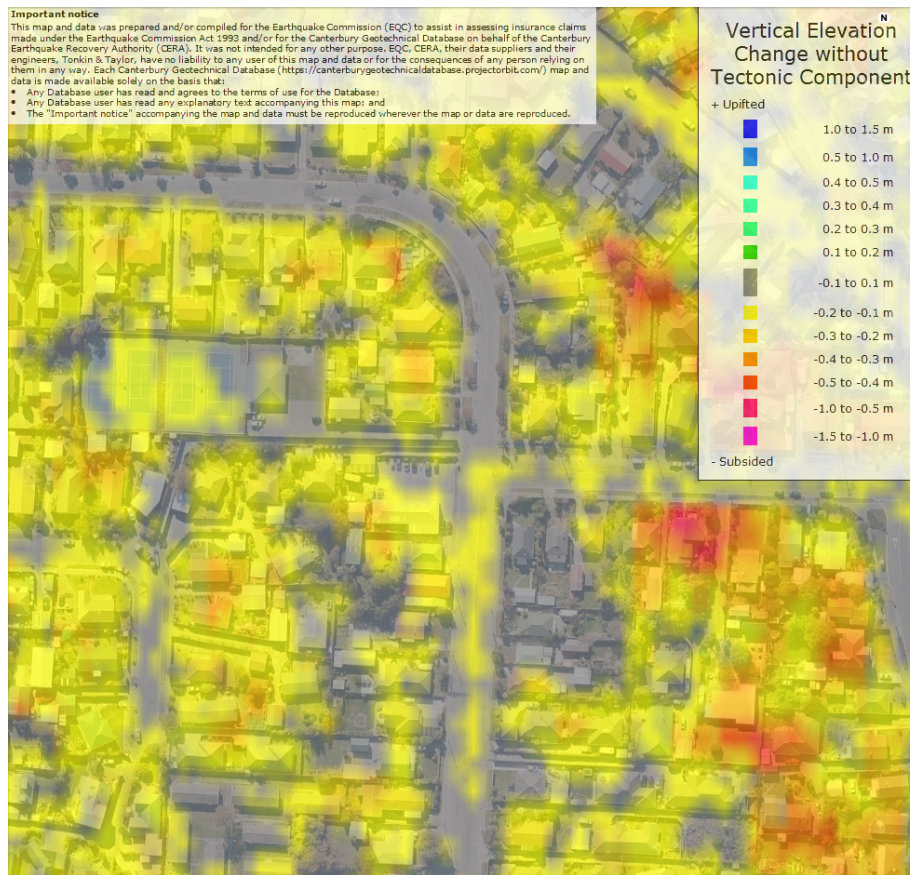 Important notice
This map and data was prepared and/or compiled for the Earthquake Commission (EQC) to assist in assessing insurance claims
made under the Earthquake Commission Act 1993 and/or for the Canterbury Geotechnical Database on behalf of the Canterbury
Earthquake Recovery Authority (CERA). It was not intended for any other purpose. EQC, CERA, their data suppliers and their
engineers, Tonkin & Taylor, have no liability to any user of this map and data or for the consequences of any person relying on
them in any way. Each Canterbury Geotechnical Database (https://canterburygeotechnicaldatabase.projectorbit.com/) map and
data is made available solely on the basis that:
• Any Database user has read and agrees to the terms of use for the Database;
• Any Database user has read any explanatory text accompanying this map; and
• The "Important notice" accompanying the map and data must be reproduced wherever the map or data are reproduced.
N
Vertical Elevation
Change without
Tectonic Component
+ Upifted
1.0 to 1.5 m
0.5 to 1.0 m
0.4 to 0.5 m
0.3 to 0.4 m
0.2 to 0.3 m
0.1 to 0.2 m
-0.1 to 0.1 m
-0.2 to -0.1 m
-0.3 to -0.2 m
-0.4 to -0.3 m
-0.5 to -0.4 m
-1.0 to -0.5 m
-1.5 to -1.0 m
- Subsided